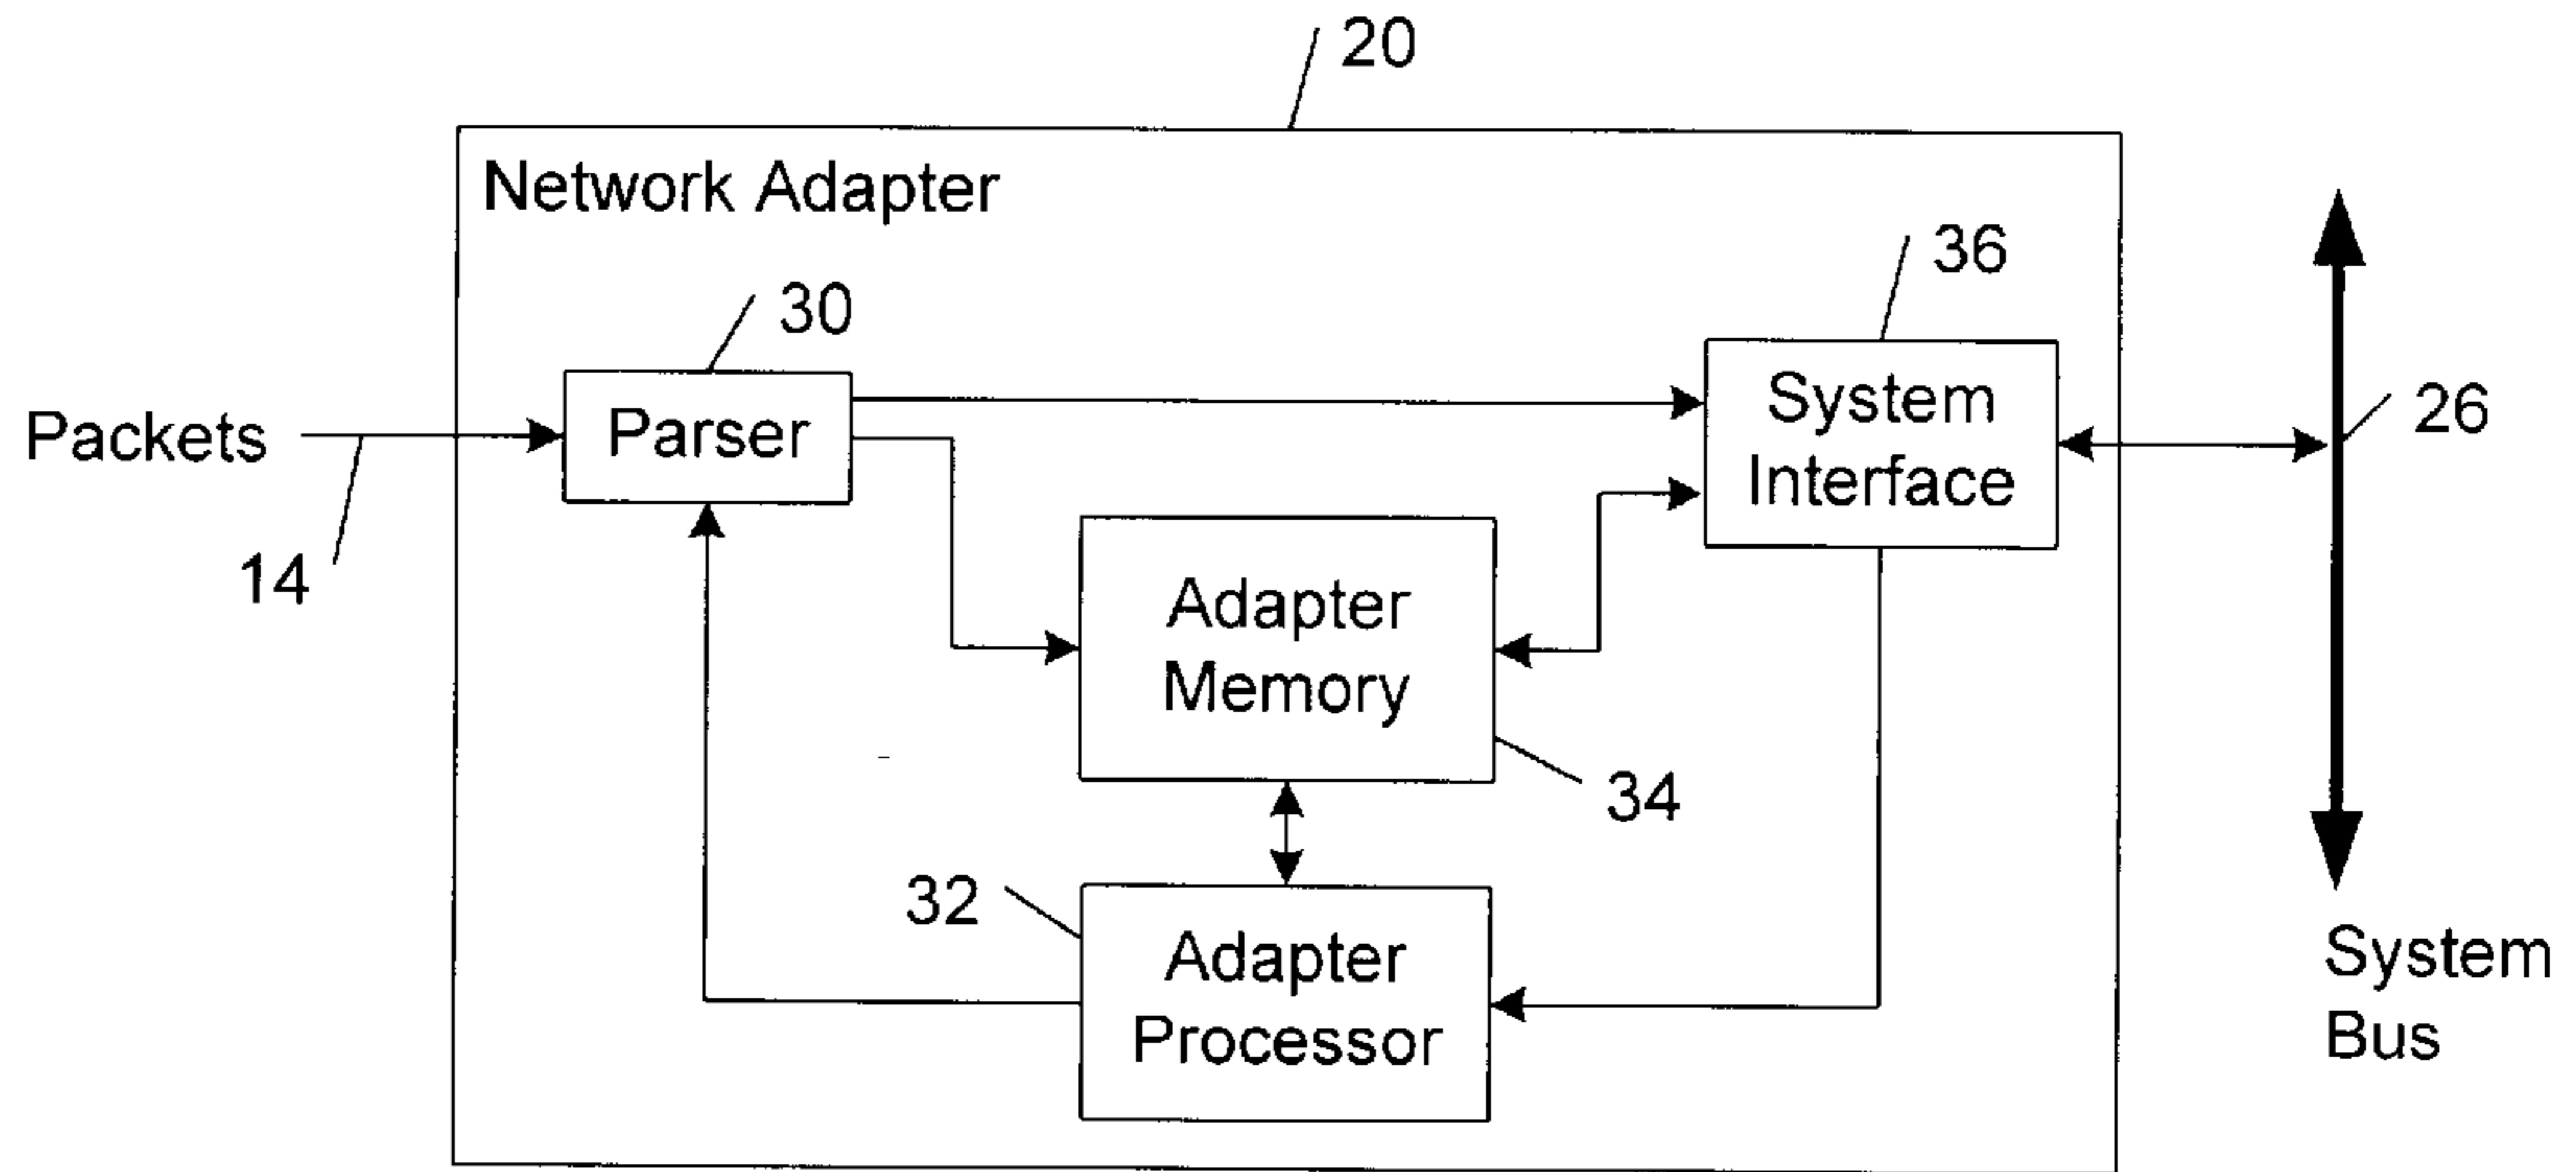 20
Network Adapter
36
30
System
Interface
26
Packets
Parser
14
Adapter
Memory
34
32
Adapter
Processor
System
Bus